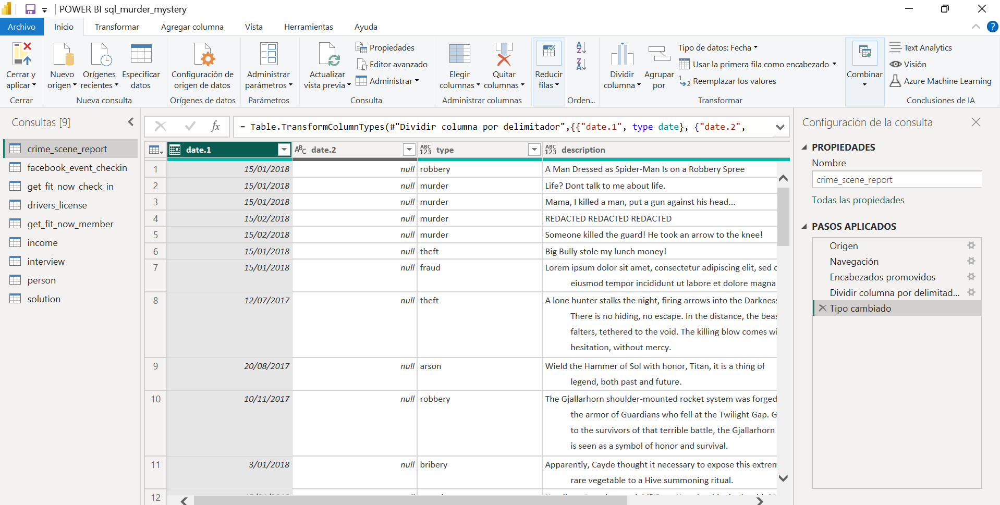 POWER BI sql_murder_mystery
Archivo Inicio Transformar Agregar columna Vista Herramientas Ayuda
Cerrar y aplicar
Cerrar
Nuevo origen
Orígenes recientes
Especificar datos
Nueva consulta
Configuración de origen de datos
Orígenes de datos
Administrar parámetros
Parámetros
Actualizar vista previa
Propiedades
Editor avanzado
Administrar
Consulta
Elegir columnas
Quitar columnas
Administrar columnas
Reducir filas
Orden...
Dividir columna
Agrupar por
Tipo de datos: Fecha
Usar la primera fila como encabezado
Reemplazar los valores
Transformar
Combinar
Text Analytics
Visión
Azure Machine Learning
Conclusiones de IA
Consultas [9]
crime_scene_report
facebook_event_checkin
get_fit_now_check_in
drivers_license
get_fit_now_member
income
interview
person
solution
fx
= Table.TransformColumnTypes(#"Dividir columna por delimitador",{{"date.1", type date}, {"date.2",
date.1 ABC date.2 ABC 123 type ABC 123 description
1 15/01/2018 null robbery A Man Dressed as Spider-Man Is on a Robbery Spree
2 15/01/2018 null murder Life? Dont talk to me about life.
3 15/01/2018 null murder Mama, I killed a man, put a gun against his head...
4 15/02/2018 null murder REDACTED REDACTED REDACTED
5 15/02/2018 null murder Someone killed the guard! He took an arrow to the knee!
6 15/01/2018 null theft Big Bully stole my lunch money!
7 15/01/2018 null fraud Lorem ipsum dolor sit amet, consectetur adipiscing elit, sed
eiusmod tempor incididunt ut labore et dolore magna
8 12/07/2017 null theft A lone hunter stalks the night, firing arrows into the Darkness
There is no hiding, no escape. In the distance, the beas
falters, tethered to the void. The killing blow comes wi
hesitation, without mercy.
9 20/08/2017 null arson Wield the Hammer of Sol with honor, Titan, it is a thing of
legend, both past and future.
10 10/11/2017 null robbery The Gjallarhorn shoulder-mounted rocket system was forged
the armor of Guardians who fell at the Twilight Gap. G
to the survivors of that terrible battle, the Gjallarhorn
is seen as a symbol of honor and survival.
11 3/01/2018 null bribery Apparently, Cayde thought it necessary to expose this extrem
rare vegetable to a Hive summoning ritual.
12
Configuración de la consulta
PROPIEDADES
Nombre
crime_scene_report
Todas las propiedades
PASOS APLICADOS
Origen
Navegación
Encabezados promovidos
Dividir columna por delimitad...
Tipo cambiado